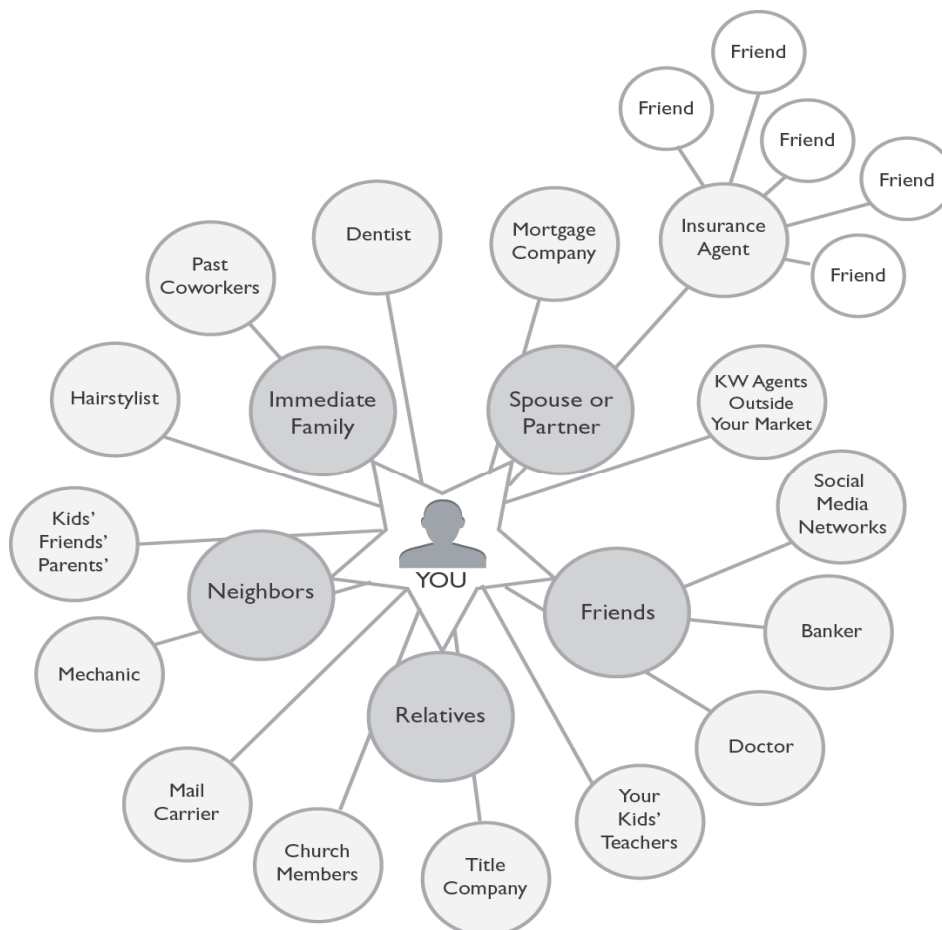 Friend
Friend
Friend
Friend
Friend
Insurance
Agent
Mortgage
Company
Dentist
Past
Coworkers
Hairstylist
Immediate
Family
Spouse or
Partner
KW Agents
Outside
Your Market
Social
Media
Networks
Kids’
Friends’
Parents’
YOU
Neighbors
Friends
Banker
Mechanic
Relatives
Doctor
Mail
Carrier
Church
Members
Title
Company
Your
Kids’
Teachers